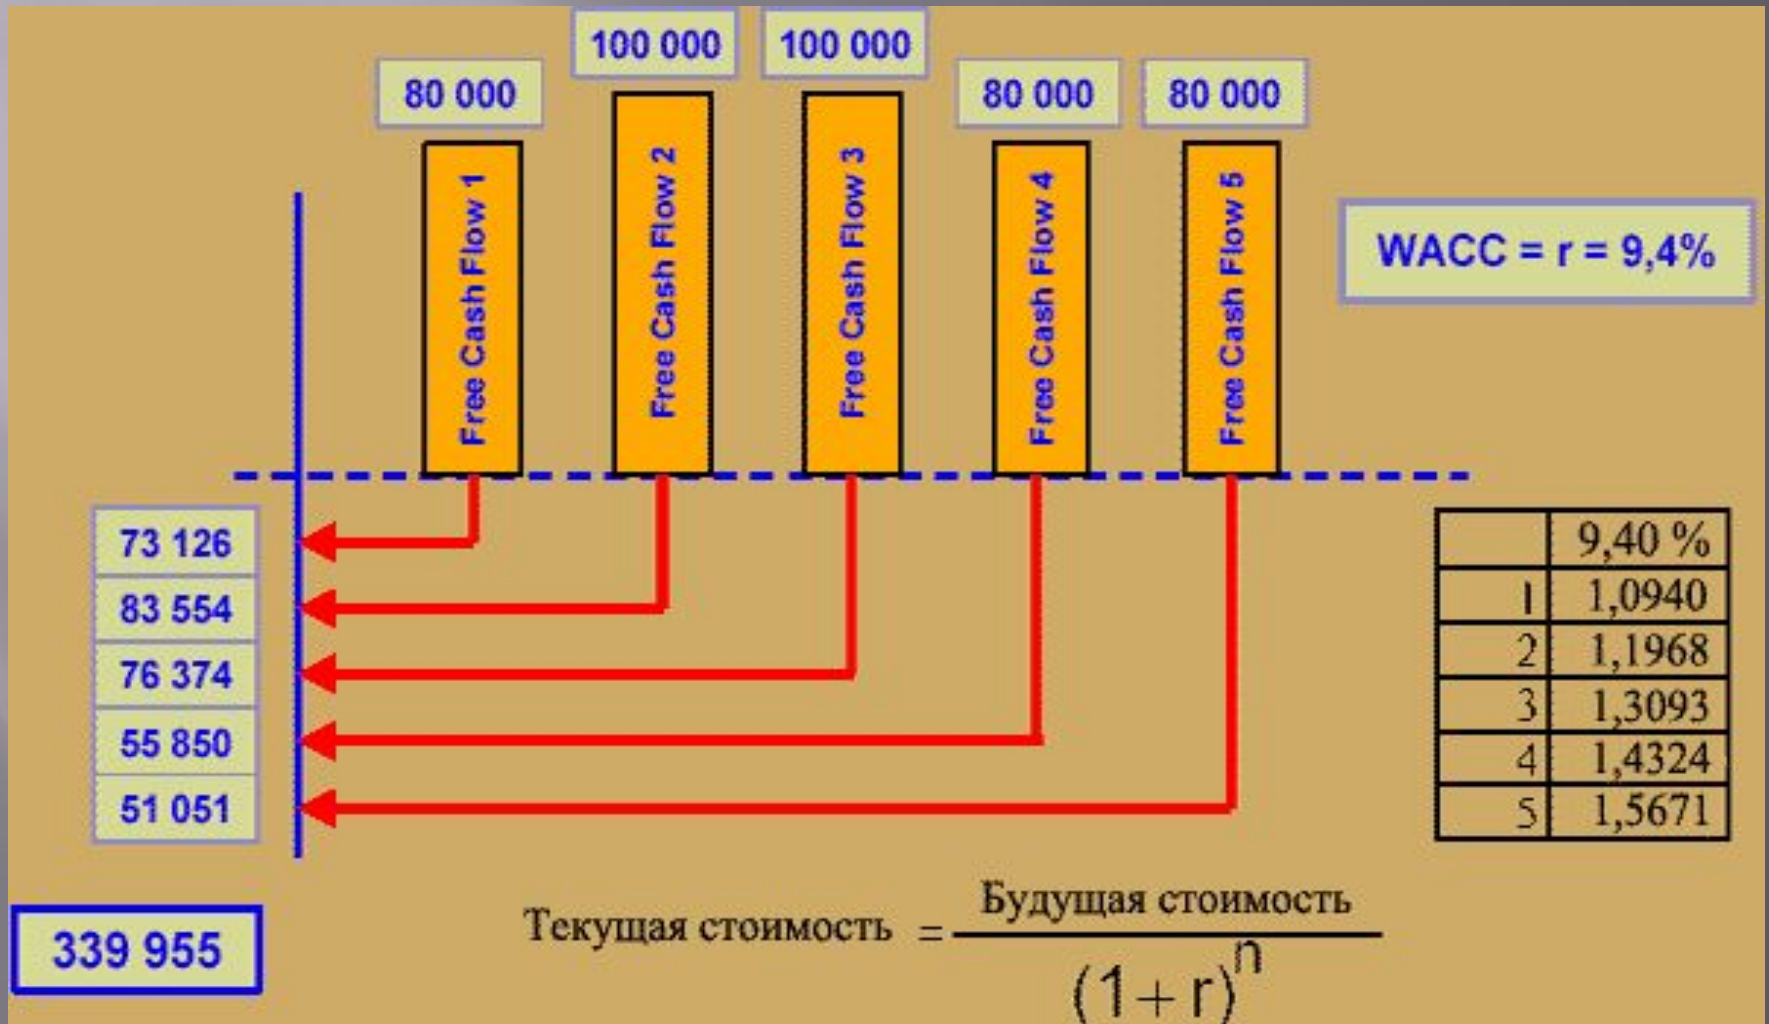 80 000
100 000
100 000
80 000
80 000
Free Cash Flow 1
Free Cash Flow 2
Free Cash Flow 3
Free Cash Flow 4
Free Cash Flow 5
WACC = r = 9,4%
73 126
83 554
76 374
55 850
51 051
339 955
9,40 %
1 1,0940
2 1,1968
3 1,3093
4 1,4324
5 1,5671
Текущая стоимость = Будущая стоимость
(1+r)^n